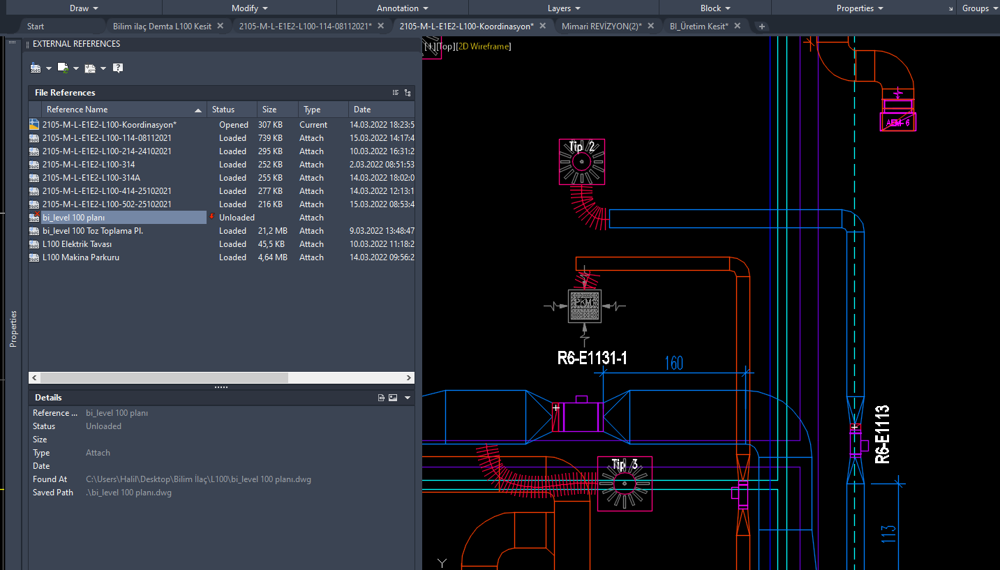 Draw Modify Annotation Layers Block Properties Groups
Start Bilim ilaç Demta L100 Kesit 2105-M-L-E1E2-L100-114-08112021* 2105-M-L-E1E2-L100-Koordinasyon* Mimari REVİZYON(2)* BI_Üretim Kesit*
EXTERNAL REFERENCES
[-][Top][2D Wireframe]
File References
Reference Name Status Size Type Date
2105-M-L-E1E2-L100-Koordinasyon* Opened 307 KB Current 14.03.2022 18:23:5
2105-M-L-E1E2-L100-114-08112021 Loaded 739 KB Attach 15.03.2022 14:17:4
2105-M-L-E1E2-L100-214-24102021 Loaded 295 KB Attach 10.03.2022 16:31:2
2105-M-L-E1E2-L100-314 Loaded 252 KB Attach 2.03.2022 08:51:53
2105-M-L-E1E2-L100-314A Loaded 255 KB Attach 14.03.2022 18:02:0
2105-M-L-E1E2-L100-414-25102021 Loaded 277 KB Attach 14.03.2022 12:13:1
2105-M-L-E1E2-L100-502-25102021 Loaded 216 KB Attach 15.03.2022 08:53:4
bi_level 100 planı Unloaded Attach
bi_level 100 Toz Toplama Pl. Loaded 21,2 MB Attach 9.03.2022 13:48:47
L100 Elektrik Tavası Loaded 45,5 KB Attach 10.03.2022 11:18:2
L100 Makina Parkuru Loaded 4,64 MB Attach 14.03.2022 09:56:2
Properties
Details
Reference ... bi_level 100 planı
Status Unloaded
Size
Type Attach
Date
Found At C:\Users\Halil\Desktop\Bilim İlaç\L100\bi_level 100 planı.dwg
Saved Path .\bi_level 100 planı.dwg
AEM-6
Tip 2
PKM1
R6-E1131-1
160
R6-E1113
Tip 3
113
Y